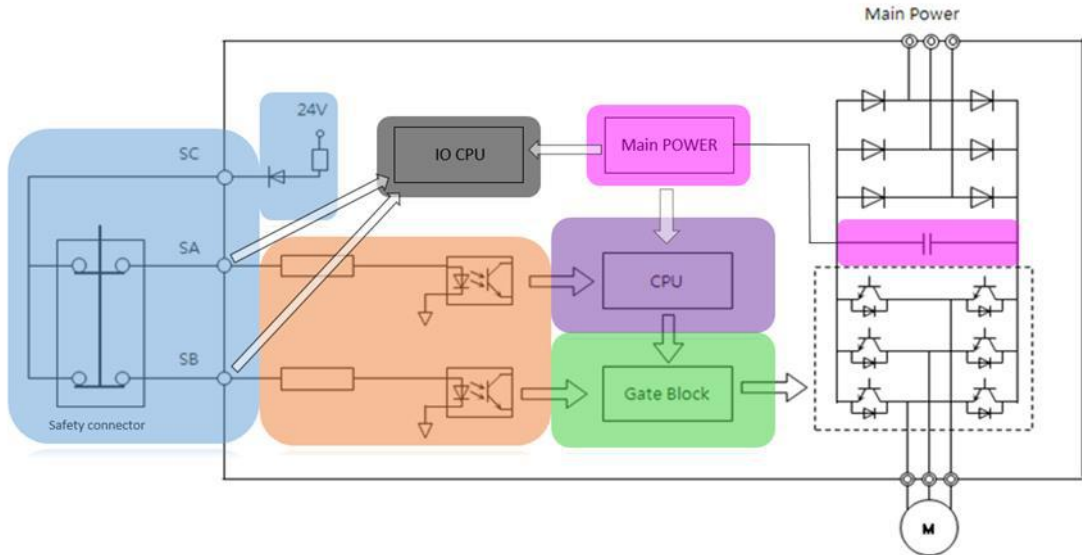 Main Power
24V
SC
IO CPU
Main POWER
SA
CPU
SB
Gate Block
Safety connector
M